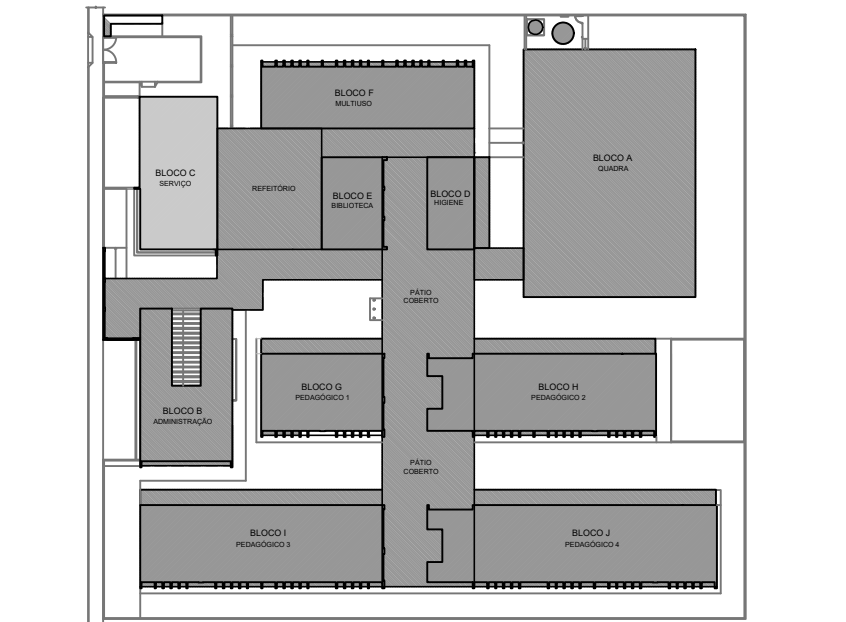 BLOCO F
MULTIUSO
BLOCO A
QUADRA
BLOCO C
SERVIÇO
REFEITÓRIO
BLOCO E
BIBLIOTECA
BLOCO D
HIGIENE
PÁTIO
COBERTO
BLOCO G
PEDAGÓGICO 1
BLOCO H
PEDAGÓGICO 2
BLOCO B
ADMINISTRAÇÃO
PÁTIO
COBERTO
BLOCO I
PEDAGÓGICO 3
BLOCO J
PEDAGÓGICO 4